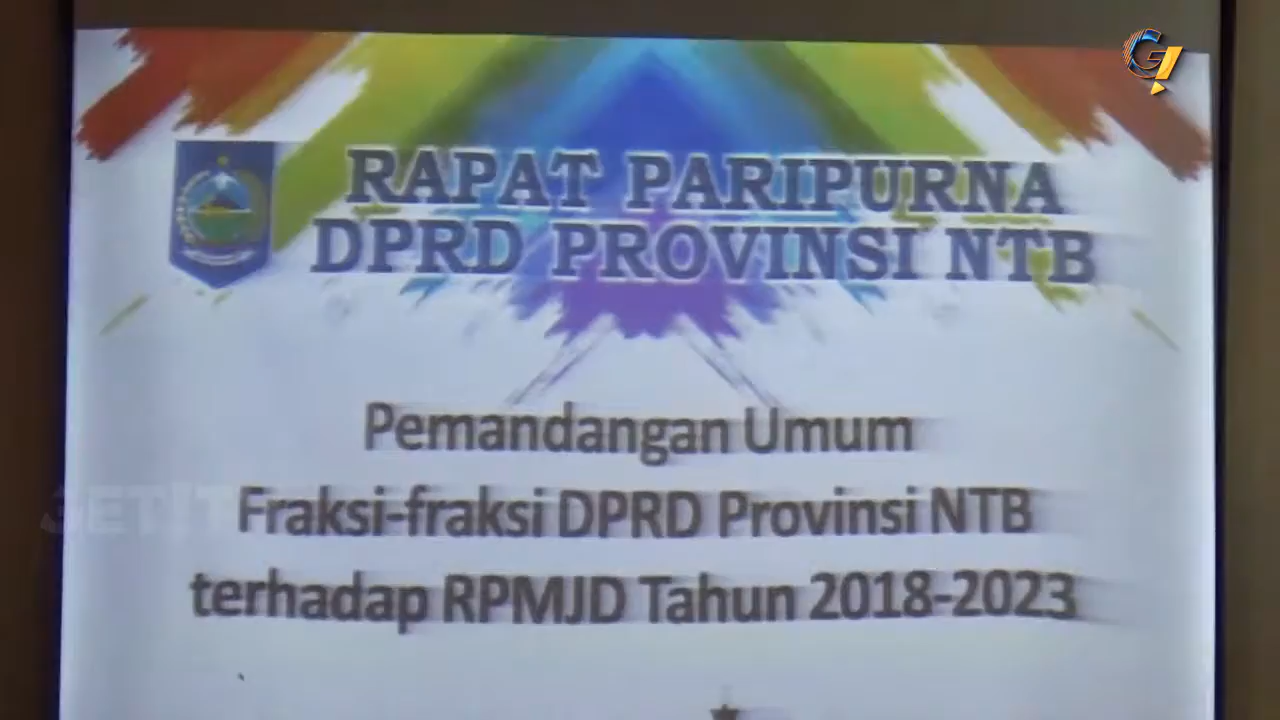 G!
RAPAT PARIPURNA
DPRD PROVINSI NTB
Pemandangan Umum
Fraksi-fraksi DPRD Provinsi NTB
terhadap RPMJD Tahun 2018-2023